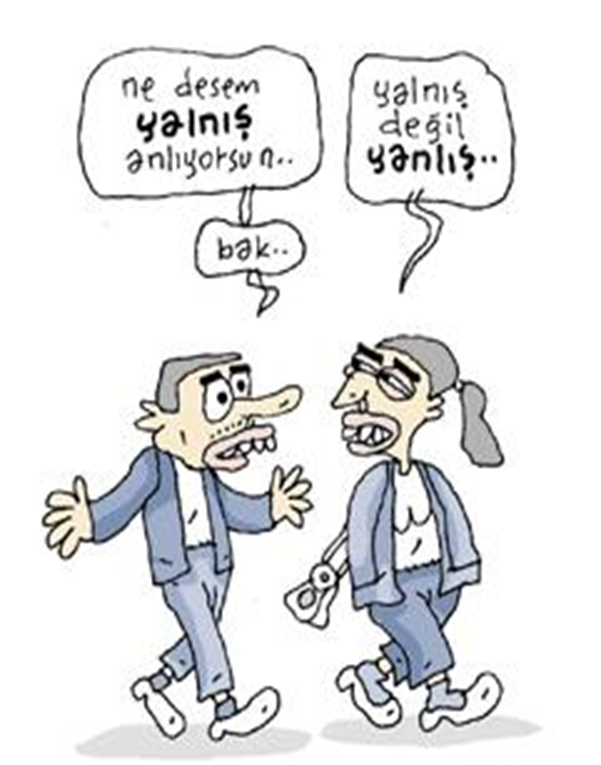 ne desem
yalnış
anlıyorsun..
bak..
yalnış
değil
yanlış..